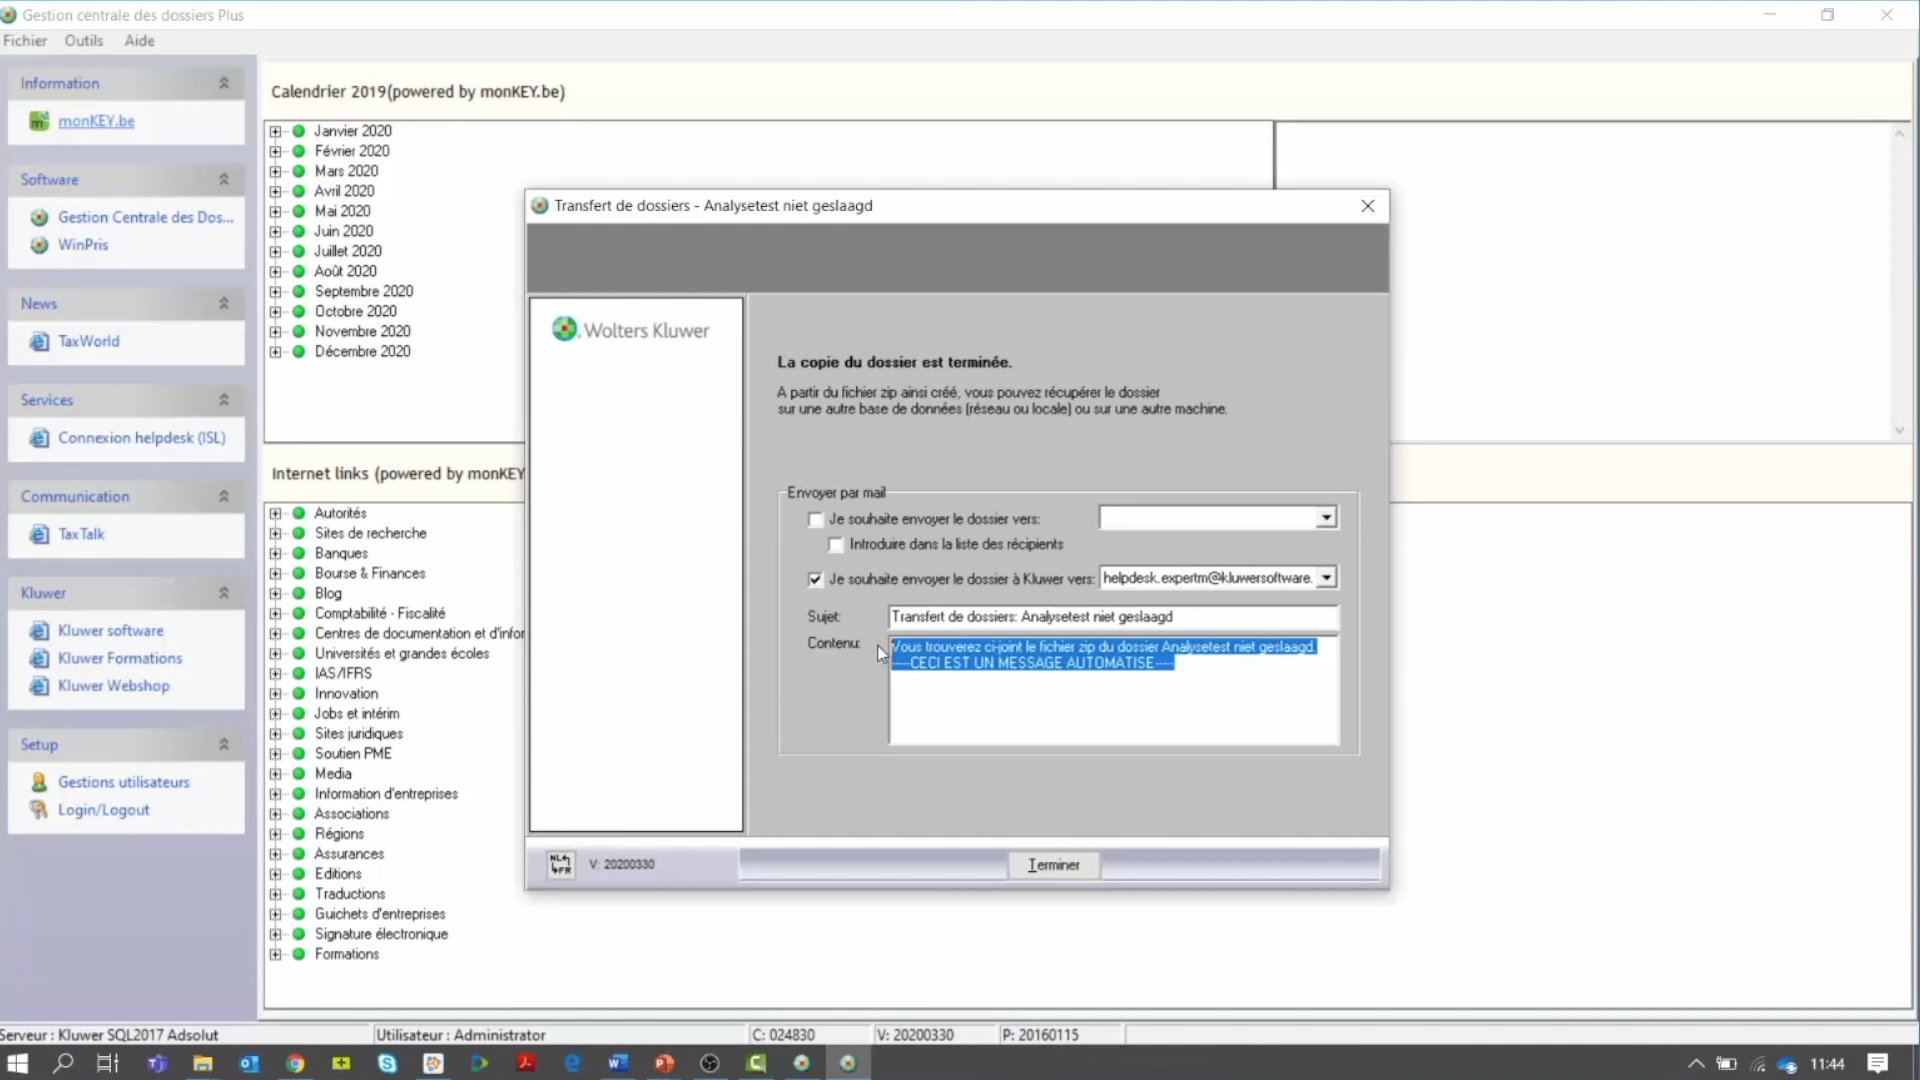 Gestion centrale des dossiers Plus
Fichier Outils Aide
Information
monKEY.be
Software
Gestion Centrale des Dos...
WinPris
News
TaxWorld
Services
Connexion helpdesk (ISL)
Communication
TaxTalk
Kluwer
Kluwer software
Kluwer Formations
Kluwer Webshop
Setup
Gestions utilisateurs
Login/Logout
Calendrier 2019(powered by monKEY.be)
Janvier 2020
Février 2020
Mars 2020
Avril 2020
Mai 2020
Juin 2020
Juillet 2020
Août 2020
Septembre 2020
Octobre 2020
Novembre 2020
Décembre 2020
Internet links (powered by monKEY
Autorités
Sites de recherche
Banques
Bourse & Finances
Blog
Comptabilité - Fiscalité
Centres de documentation et d'infor
Universités et grandes écoles
IAS/IFRS
Innovation
Jobs et intérim
Sites juridiques
Soutien PME
Media
Information d'entreprises
Associations
Régions
Assurances
Editions
Traductions
Guichets d'entreprises
Signature électronique
Formations
Transfert de dossiers - Analysetest niet geslaagd
Wolters Kluwer
La copie du dossier est terminée.
A partir du fichier zip ainsi créé, vous pouvez récupérer le dossier
sur une autre base de données (réseau ou locale) ou sur une autre machine.
Envoyer par mail
Je souhaite envoyer le dossier vers:
Introduire dans la liste des récipients
Je souhaite envoyer le dossier à Kluwer vers: helpdesk.expertm@kluwersoftware.
Sujet: Transfert de dossiers: Analysetest niet geslaagd
Contenu: Vous trouverez ci-joint le fichier zip du dossier Analysetest niet geslaagd.
-----CECI EST UN MESSAGE AUTOMATISE-----
NL FR V: 20200330 Terminer
Serveur : Kluwer SQL2017 Adsolut Utilisateur : Administrator C: 024830 V: 20200330 P: 20160115
11:44